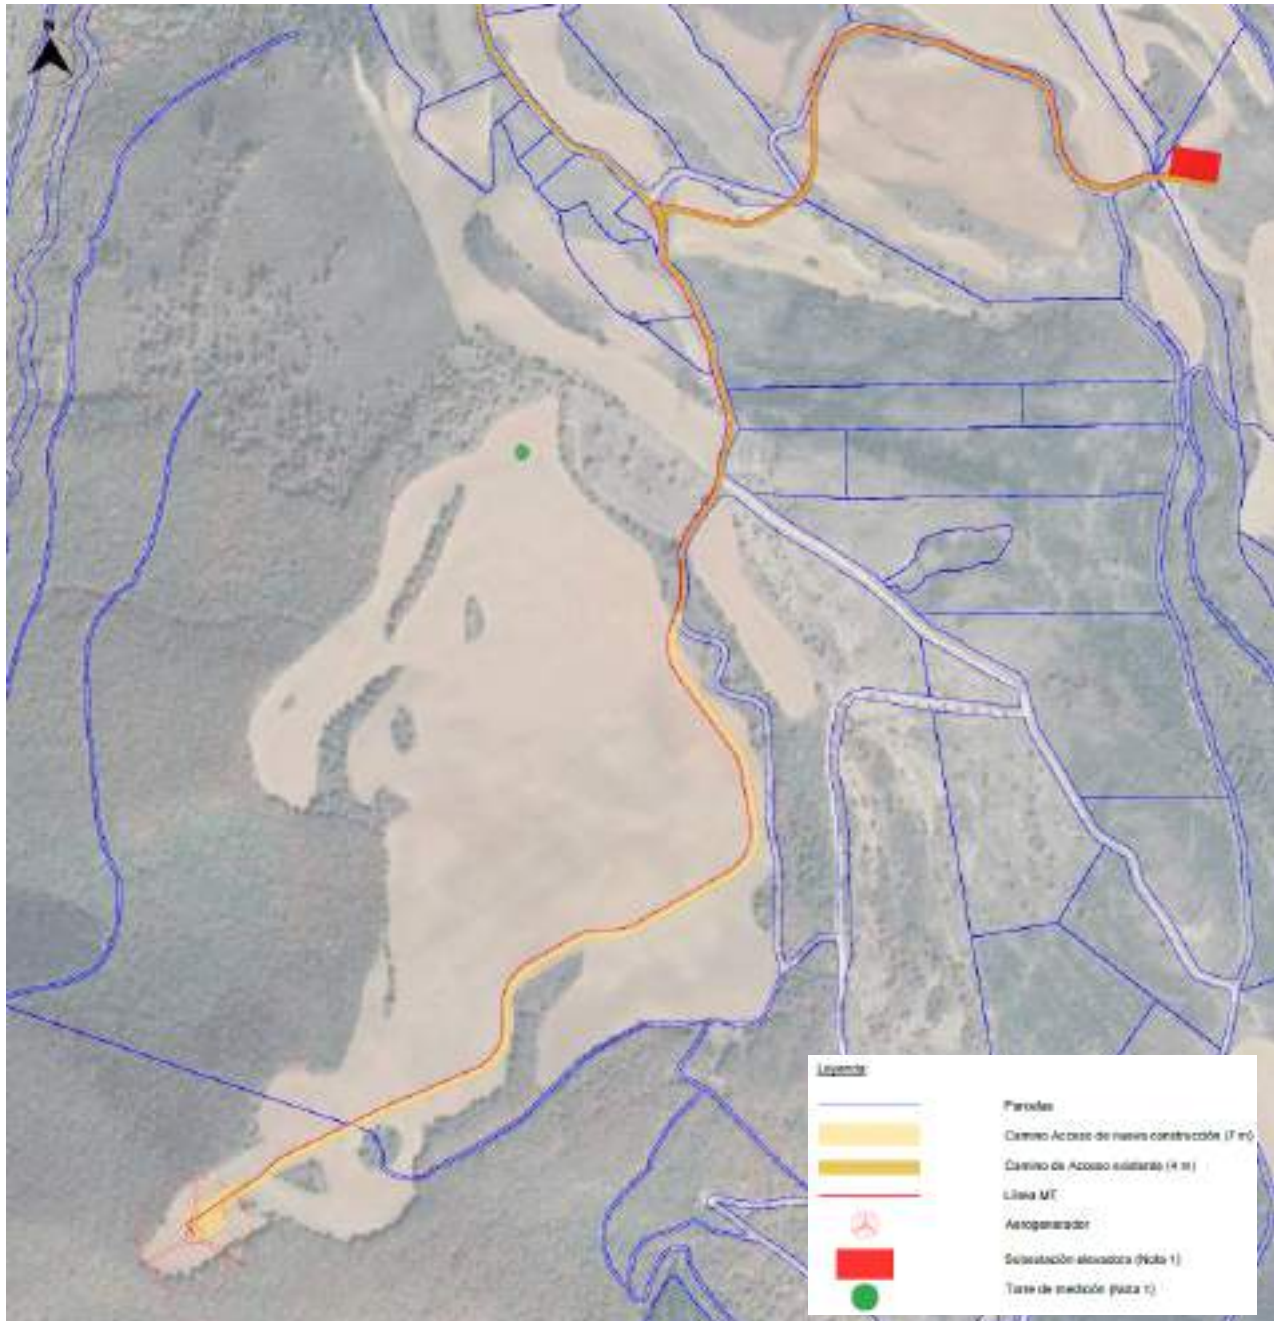 N
Leyenda:
Parcelas
Camino Acceso de nueva construcción (7 m)
Camino de Acceso existente (4 m)
Línea MT
Aerogenerador
Subestación elevadora (Nota 1)
Torre de medición (Nota 1)